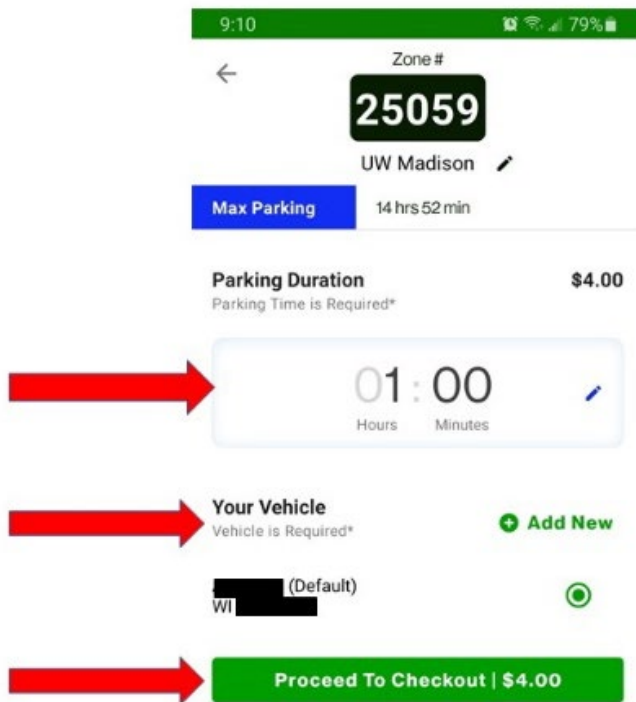 9:10 79%
Zone #
25059
UW Madison
Max Parking 14 hrs 52 min
Parking Duration $4.00
Parking Time is Required*
01 : 00
Hours Minutes
Your Vehicle
Vehicle is Required*
Add New
(Default)
WI
Proceed To Checkout | $4.00